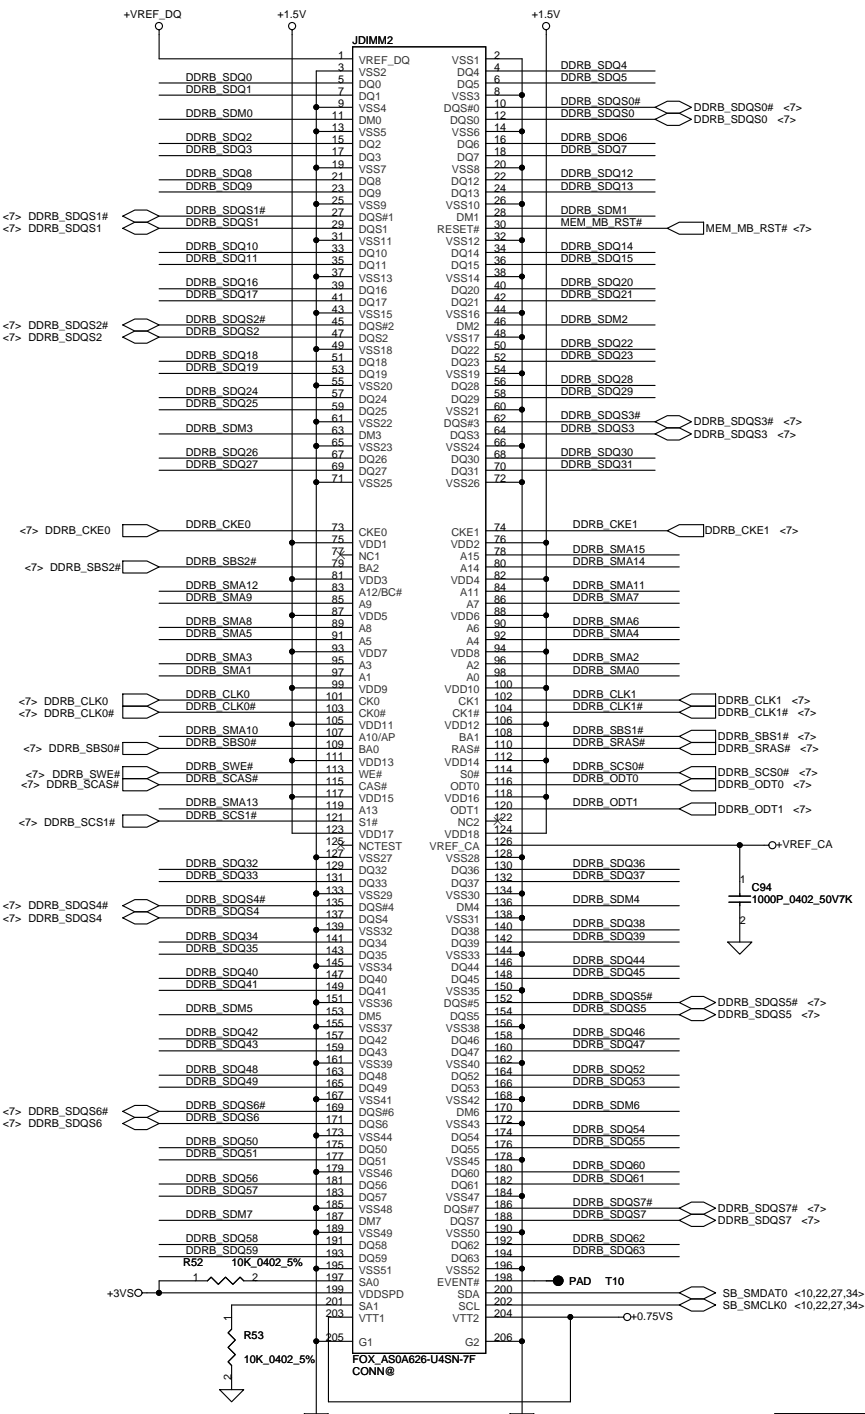 +VREF_DQ +1.5V +1.5V
JDIMM2
1 VREF_DQ VSS1 2
3 VSS2 DQ4 4 DDRB_SDQ4
DDRB_SDQ0 5 DQ0 DQ5 6 DDRB_SDQ5
DDRB_SDQ1 7 DQ1 VSS3 8
9 VSS4 DQS#0 10 DDRB_SDQS0# DDRB_SDQS0# <7>
DDRB_SDM0 11 DM0 DQS0 12 DDRB_SDQS0 DDRB_SDQS0 <7>
13 VSS5 VSS6 14
DDRB_SDQ2 15 DQ2 DQ6 16 DDRB_SDQ6
DDRB_SDQ3 17 DQ3 DQ7 18 DDRB_SDQ7
19 VSS7 VSS8 20
DDRB_SDQ8 21 DQ8 DQ12 22 DDRB_SDQ12
DDRB_SDQ9 23 DQ9 DQ13 24 DDRB_SDQ13
25 VSS9 VSS10 26
<7> DDRB_SDQS1# DDRB_SDQS1# 27 DQS#1 DM1 28 DDRB_SDM1
<7> DDRB_SDQS1 DDRB_SDQS1 29 DQS1 RESET# 30 MEM_MB_RST# MEM_MB_RST# <7>
31 VSS11 VSS12 32
DDRB_SDQ10 33 DQ10 DQ14 34 DDRB_SDQ14
DDRB_SDQ11 35 DQ11 DQ15 36 DDRB_SDQ15
37 VSS13 VSS14 38
DDRB_SDQ16 39 DQ16 DQ20 40 DDRB_SDQ20
DDRB_SDQ17 41 DQ17 DQ21 42 DDRB_SDQ21
43 VSS15 VSS16 44
<7> DDRB_SDQS2# DDRB_SDQS2# 45 DQS#2 DM2 46 DDRB_SDM2
<7> DDRB_SDQS2 DDRB_SDQS2 47 DQS2 VSS17 48
49 VSS18 DQ22 50 DDRB_SDQ22
DDRB_SDQ18 51 DQ18 DQ23 52 DDRB_SDQ23
DDRB_SDQ19 53 DQ19 VSS19 54
55 VSS20 DQ28 56 DDRB_SDQ28
DDRB_SDQ24 57 DQ24 DQ29 58 DDRB_SDQ29
DDRB_SDQ25 59 DQ25 VSS21 60
61 VSS22 DQS#3 62 DDRB_SDQS3# DDRB_SDQS3# <7>
DDRB_SDM3 63 DM3 DQS3 64 DDRB_SDQS3 DDRB_SDQS3 <7>
65 VSS23 VSS24 66
DDRB_SDQ26 67 DQ26 DQ30 68 DDRB_SDQ30
DDRB_SDQ27 69 DQ27 DQ31 70 DDRB_SDQ31
71 VSS25 VSS26 72
<7> DDRB_CKE0 DDRB_CKE0 73 CKE0 CKE1 74 DDRB_CKE1 DDRB_CKE1 <7>
75 VDD1 VDD2 76
77 NC1 A15 78 DDRB_SMA15
<7> DDRB_SBS2# DDRB_SBS2# 79 BA2 A14 80 DDRB_SMA14
81 VDD3 VDD4 82
DDRB_SMA12 83 A12/BC# A11 84 DDRB_SMA11
DDRB_SMA9 85 A9 A7 86 DDRB_SMA7
87 VDD5 VDD6 88
DDRB_SMA8 89 A8 A6 90 DDRB_SMA6
DDRB_SMA5 91 A5 A4 92 DDRB_SMA4
93 VDD7 VDD8 94
DDRB_SMA3 95 A3 A2 96 DDRB_SMA2
DDRB_SMA1 97 A1 A0 98 DDRB_SMA0
99 VDD9 VDD10 100
<7> DDRB_CLK0 DDRB_CLK0 101 CK0 CK1 102 DDRB_CLK1 DDRB_CLK1 <7>
<7> DDRB_CLK0# DDRB_CLK0# 103 CK0# CK1# 104 DDRB_CLK1# DDRB_CLK1# <7>
105 VDD11 VDD12 106
DDRB_SMA10 107 A10/AP BA1 108 DDRB_SBS1# DDRB_SBS1# <7>
<7> DDRB_SBS0# DDRB_SBS0# 109 BA0 RAS# 110 DDRB_SRAS# DDRB_SRAS# <7>
111 VDD13 VDD14 112
<7> DDRB_SWE# DDRB_SWE# 113 WE# S0# 114 DDRB_SCS0# DDRB_SCS0# <7>
<7> DDRB_SCAS# DDRB_SCAS# 115 CAS# ODT0 116 DDRB_ODT0 DDRB_ODT0 <7>
117 VDD15 VDD16 118
DDRB_SMA13 119 A13 ODT1 120 DDRB_ODT1 DDRB_ODT1 <7>
<7> DDRB_SCS1# DDRB_SCS1# 121 S1# NC2 122
123 VDD17 VDD18 124
125 NCTEST VREF_CA 126 +VREF_CA
127 VSS27 VSS28 128
DDRB_SDQ32 129 DQ32 DQ36 130 DDRB_SDQ36
DDRB_SDQ33 131 DQ33 DQ37 132 DDRB_SDQ37
1 C94
1000P_0402_50V7K
2
133 VSS29 VSS30 134
<7> DDRB_SDQS4# DDRB_SDQS4# 135 DQS#4 DM4 136 DDRB_SDM4
<7> DDRB_SDQS4 DDRB_SDQS4 137 DQS4 VSS31 138
139 VSS32 DQ38 140 DDRB_SDQ38
DDRB_SDQ34 141 DQ34 DQ39 142 DDRB_SDQ39
DDRB_SDQ35 143 DQ35 VSS33 144
145 VSS34 DQ44 146 DDRB_SDQ44
DDRB_SDQ40 147 DQ40 DQ45 148 DDRB_SDQ45
DDRB_SDQ41 149 DQ41 VSS35 150
151 VSS36 DQS#5 152 DDRB_SDQS5# DDRB_SDQS5# <7>
DDRB_SDM5 153 DM5 DQS5 154 DDRB_SDQS5 DDRB_SDQS5 <7>
155 VSS37 VSS38 156
DDRB_SDQ42 157 DQ42 DQ46 158 DDRB_SDQ46
DDRB_SDQ43 159 DQ43 DQ47 160 DDRB_SDQ47
161 VSS39 VSS40 162
DDRB_SDQ48 163 DQ48 DQ52 164 DDRB_SDQ52
DDRB_SDQ49 165 DQ49 DQ53 166 DDRB_SDQ53
167 VSS41 VSS42 168
<7> DDRB_SDQS6# DDRB_SDQS6# 169 DQS#6 DM6 170 DDRB_SDM6
<7> DDRB_SDQS6 DDRB_SDQS6 171 DQS6 VSS43 172
173 VSS44 DQ54 174 DDRB_SDQ54
DDRB_SDQ50 175 DQ50 DQ55 176 DDRB_SDQ55
DDRB_SDQ51 177 DQ51 VSS45 178
179 VSS46 DQ60 180 DDRB_SDQ60
DDRB_SDQ56 181 DQ56 DQ61 182 DDRB_SDQ61
DDRB_SDQ57 183 DQ57 VSS47 184
185 VSS48 DQS#7 186 DDRB_SDQS7# DDRB_SDQS7# <7>
DDRB_SDM7 187 DM7 DQS7 188 DDRB_SDQS7 DDRB_SDQS7 <7>
189 VSS49 VSS50 190
DDRB_SDQ58 191 DQ58 DQ62 192 DDRB_SDQ62
DDRB_SDQ59 193 DQ59 DQ63 194 DDRB_SDQ63
R52 10K_0402_5% 195 VSS51 VSS52 196
1 2 197 SA0 EVENT# 198 PAD T10
+3VS 199 VDDSPD SDA 200 SB_SMDAT0 <10,22,27,34>
201 SA1 SCL 202 SB_SMCLK0 <10,22,27,34>
203 VTT1 VTT2 204 +0.75VS
1 R53
10K_0402_5%
2
205 G1 G2 206
FOX_AS0A626-U4SN-7F
CONN@